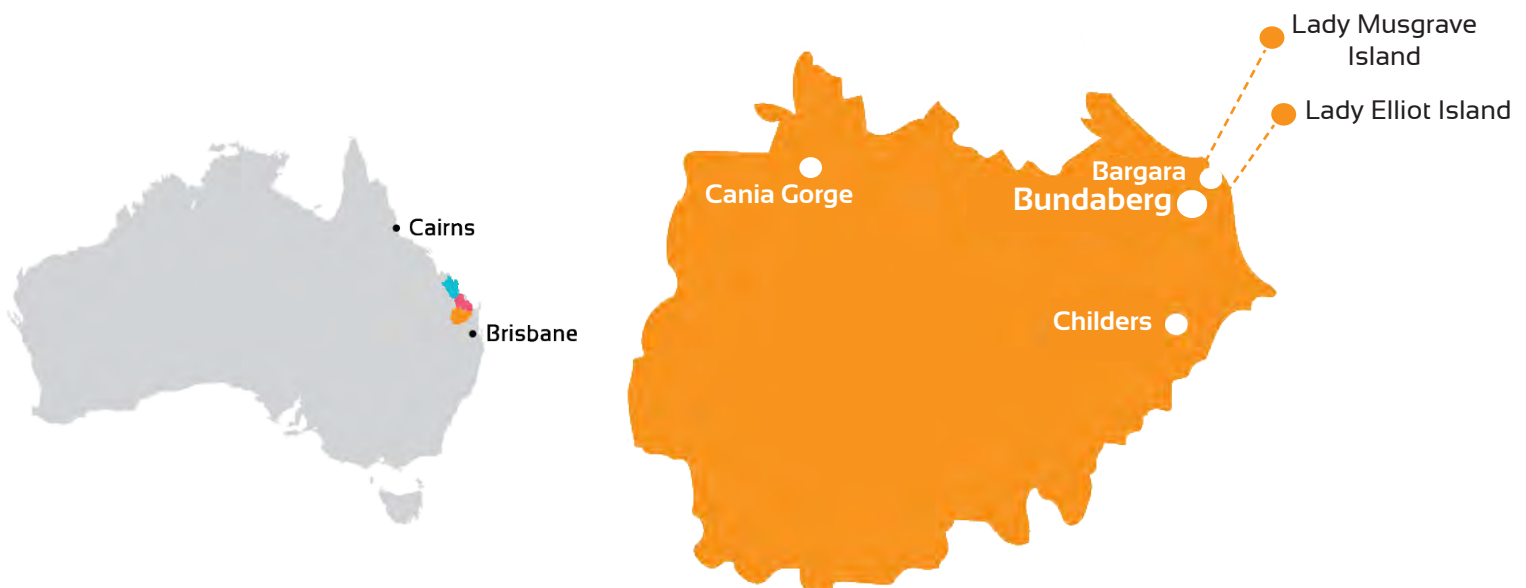 Cairns
Brisbane
Lady Musgrave
Island
Lady Elliot Island
Cania Gorge
Bargara
Bundaberg
Childers